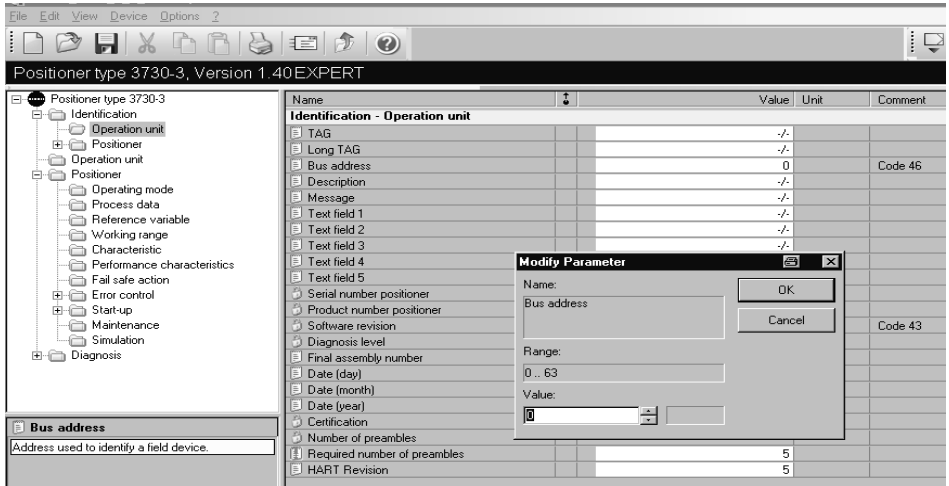 File Edit View Device Options ?
Positioner type 3730-3, Version 1.40EXPERT
Positioner type 3730-3
Identification
Operation unit
Positioner
Operation unit
Positioner
Operating mode
Process data
Reference variable
Working range
Characteristic
Performance characteristics
Fail safe action
Error control
Start-up
Maintenance
Simulation
Diagnosis
Bus address
Address used to identify a field device.
Name Value Unit Comment
Identification - Operation unit
TAG -/-
Long TAG -/-
Bus address 0 Code 46
Description -/-
Message -/-
Text field 1 -/-
Text field 2 -/-
Text field 3 -/-
Text field 4
Text field 5
Serial number positioner
Product number positioner
Software revision Code 43
Diagnosis level
Final assembly number
Date (day)
Date (month)
Date (year)
Certification
Number of preambles
Required number of preambles 5
HART Revision 5
Modify Parameter
Name:
Bus address
OK
Cancel
Range:
0 .. 63
Value:
0